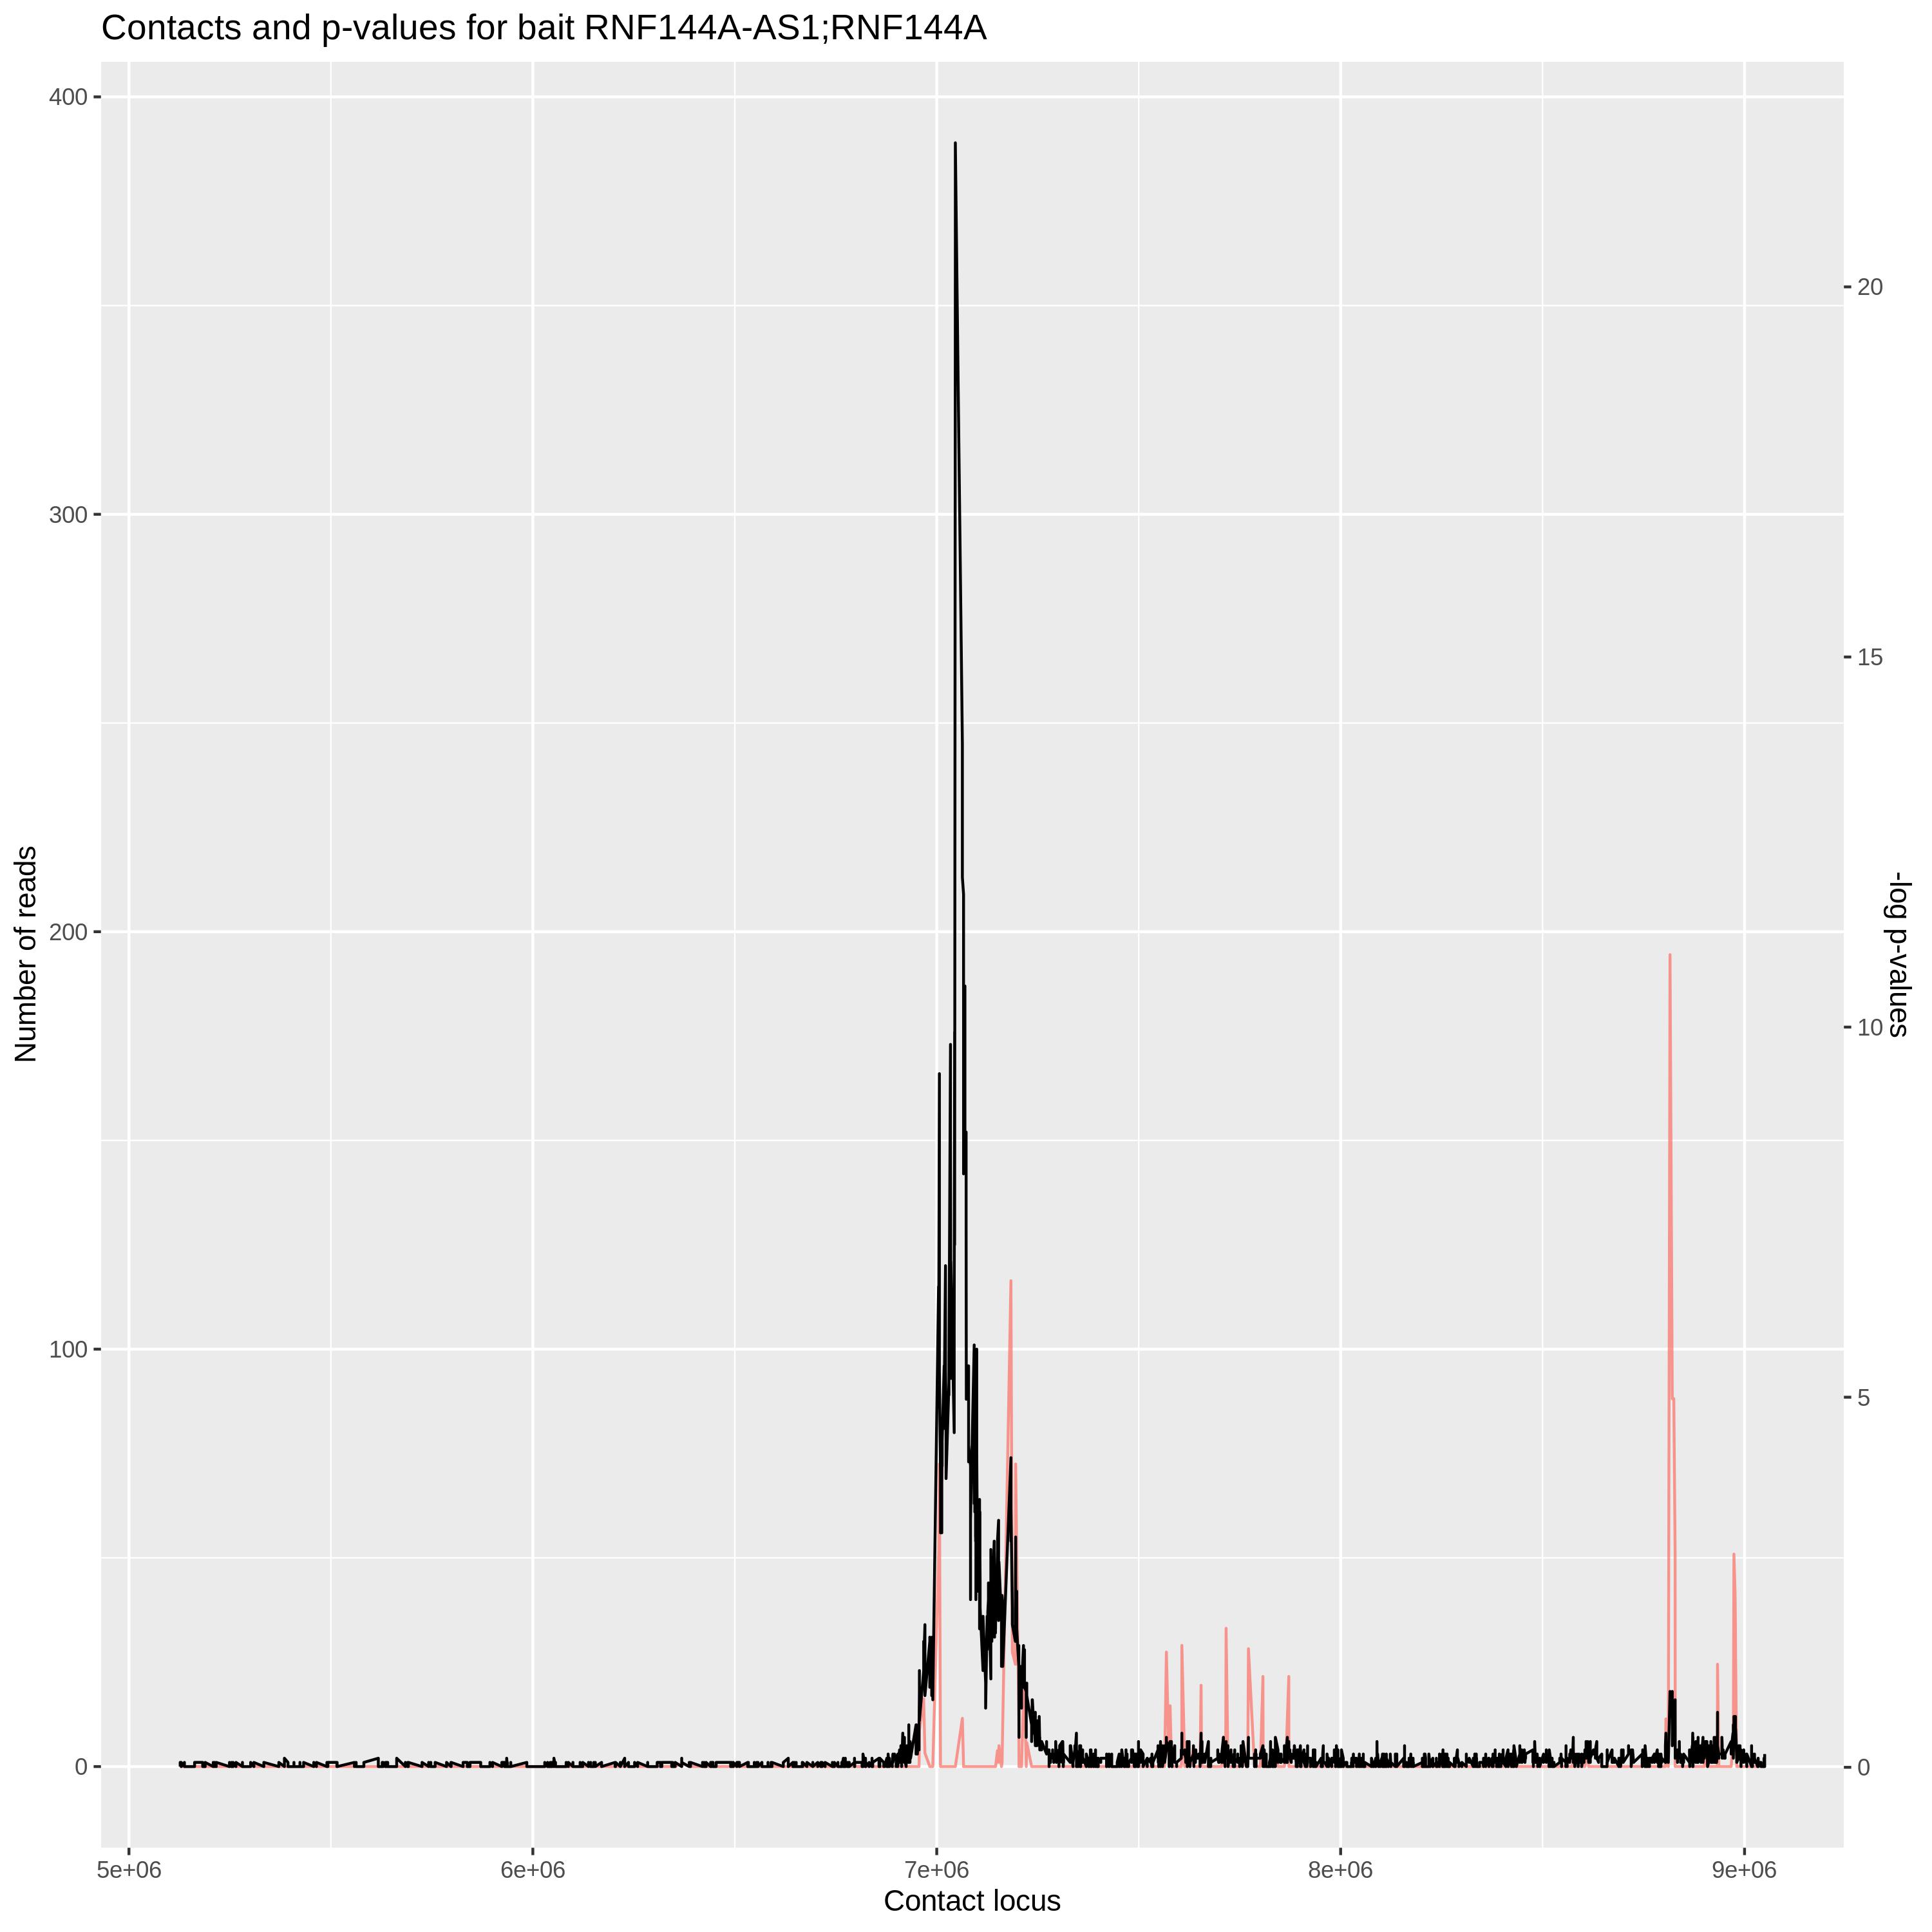 Contacts and p-values for bait RNF144A-AS1;RNF144A
400
300
200
100
0
Number of reads
20
15
10
5
0
-log p-values
5e+06 6e+06 7e+06 8e+06 9e+06
Contact locus